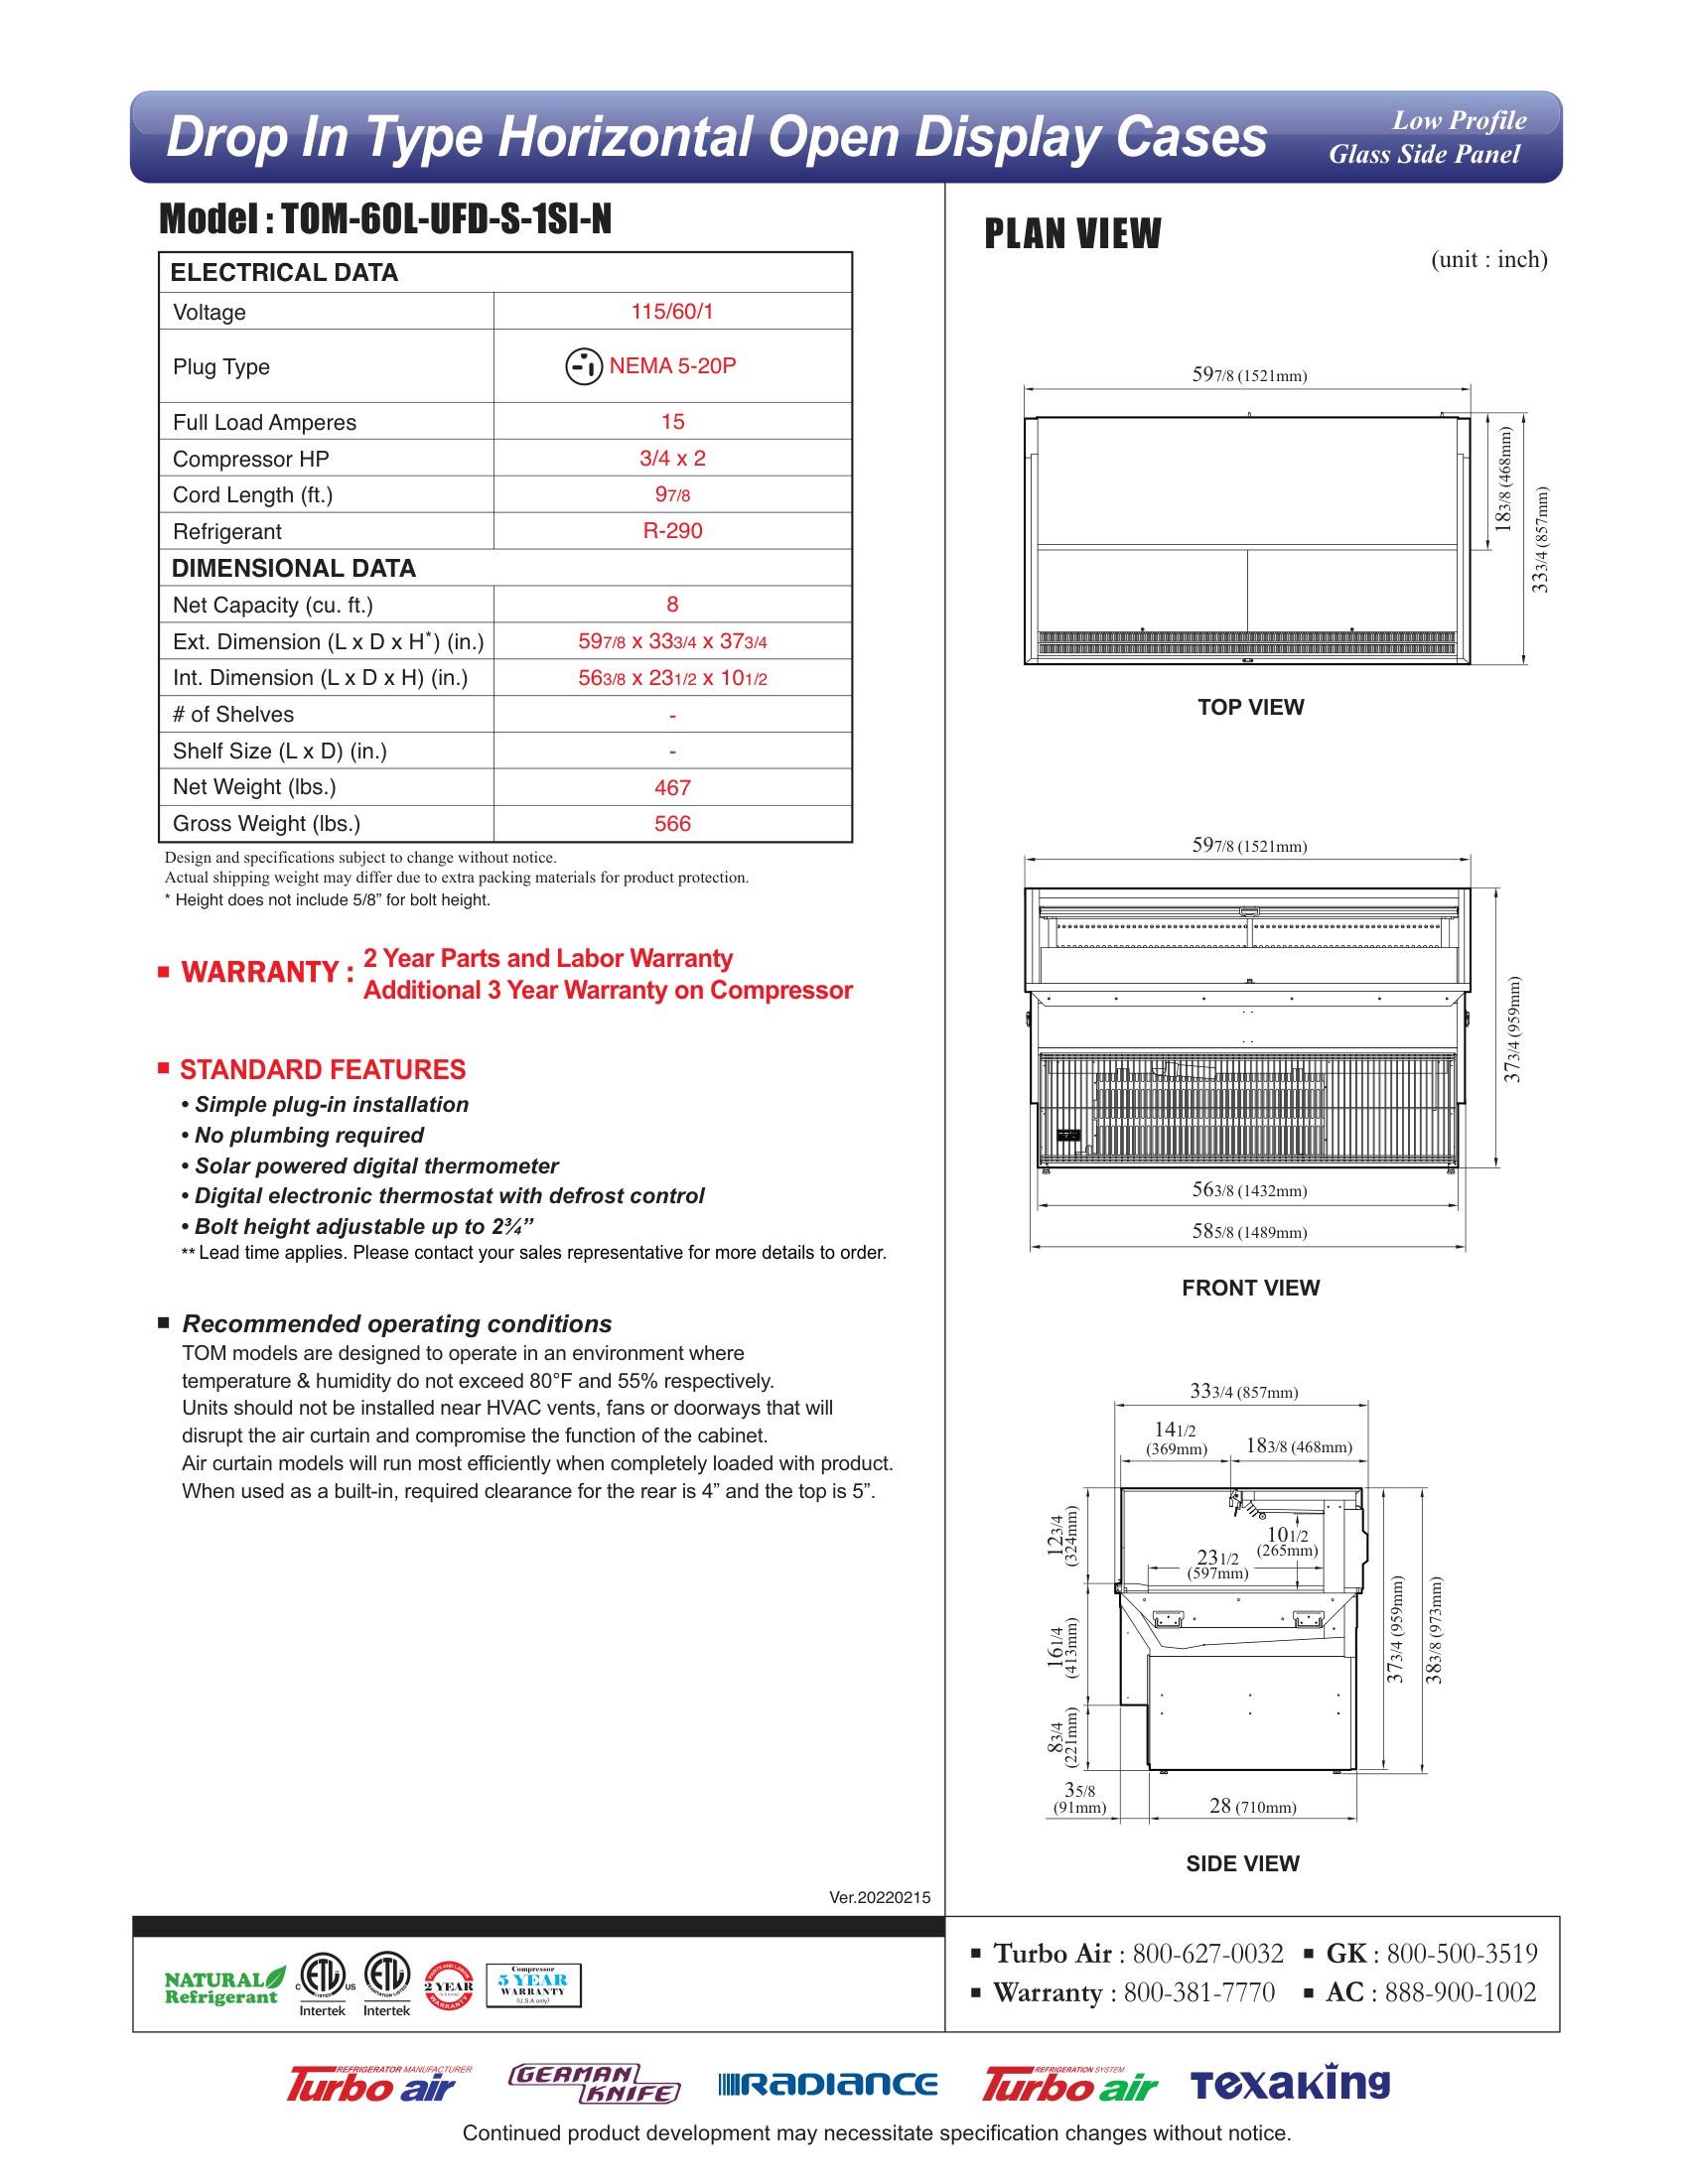 Drop In Type Horizontal Open Display Cases
Low Profile
Glass Side Panel
Model : TOM-60L-UFD-S-1SI-N
ELECTRICAL DATA
Voltage 115/60/1
Plug Type NEMA 5-20P
Full Load Amperes 15
Compressor HP 3/4 x 2
Cord Length (ft.) 97/8
Refrigerant R-290
DIMENSIONAL DATA
Net Capacity (cu. ft.) 8
Ext. Dimension (L x D x H*) (in.) 597/8 x 333/4 x 373/4
Int. Dimension (L x D x H) (in.) 563/8 x 231/2 x 101/2
# of Shelves -
Shelf Size (L x D) (in.) -
Net Weight (lbs.) 467
Gross Weight (lbs.) 566
Design and specifications subject to change without notice.
Actual shipping weight may differ due to extra packing materials for product protection.
* Height does not include 5/8” for bolt height.
WARRANTY : 2 Year Parts and Labor Warranty
Additional 3 Year Warranty on Compressor
STANDARD FEATURES
• Simple plug-in installation
• No plumbing required
• Solar powered digital thermometer
• Digital electronic thermostat with defrost control
• Bolt height adjustable up to 2¾”
** Lead time applies. Please contact your sales representative for more details to order.
Recommended operating conditions
TOM models are designed to operate in an environment where
temperature & humidity do not exceed 80°F and 55% respectively.
Units should not be installed near HVAC vents, fans or doorways that will
disrupt the air curtain and compromise the function of the cabinet.
Air curtain models will run most efficiently when completely loaded with product.
When used as a built-in, required clearance for the rear is 4” and the top is 5”.
Ver.20220215
PLAN VIEW
(unit : inch)
597/8 (1521mm)
183/8 (468mm)
333/4 (857mm)
TOP VIEW
597/8 (1521mm)
373/4 (959mm)
563/8 (1432mm)
585/8 (1489mm)
FRONT VIEW
333/4 (857mm)
141/2
(369mm)
183/8 (468mm)
123/4
(324mm)
101/2
(265mm)
231/2
(597mm)
161/4
(413mm)
373/4 (959mm)
383/8 (973mm)
83/4
(221mm)
35/8
(91mm)
28 (710mm)
SIDE VIEW
NATURAL
Refrigerant
C ETL US
LISTED
Intertek
ETL
Intertek
PARTS AND LABOR
2 YEAR
WARRANTY
Compressor
5 YEAR
WARRANTY
(U.S.A only)
Turbo Air : 800-627-0032
GK : 800-500-3519
Warranty : 800-381-7770
AC : 888-900-1002
REFRIGERATOR MANUFACTURER
Turbo air
GERMAN
KNIFE
RADIANCE
REFRIGERATION SYSTEM
Turbo air
TEXAKING
Continued product development may necessitate specification changes without notice.